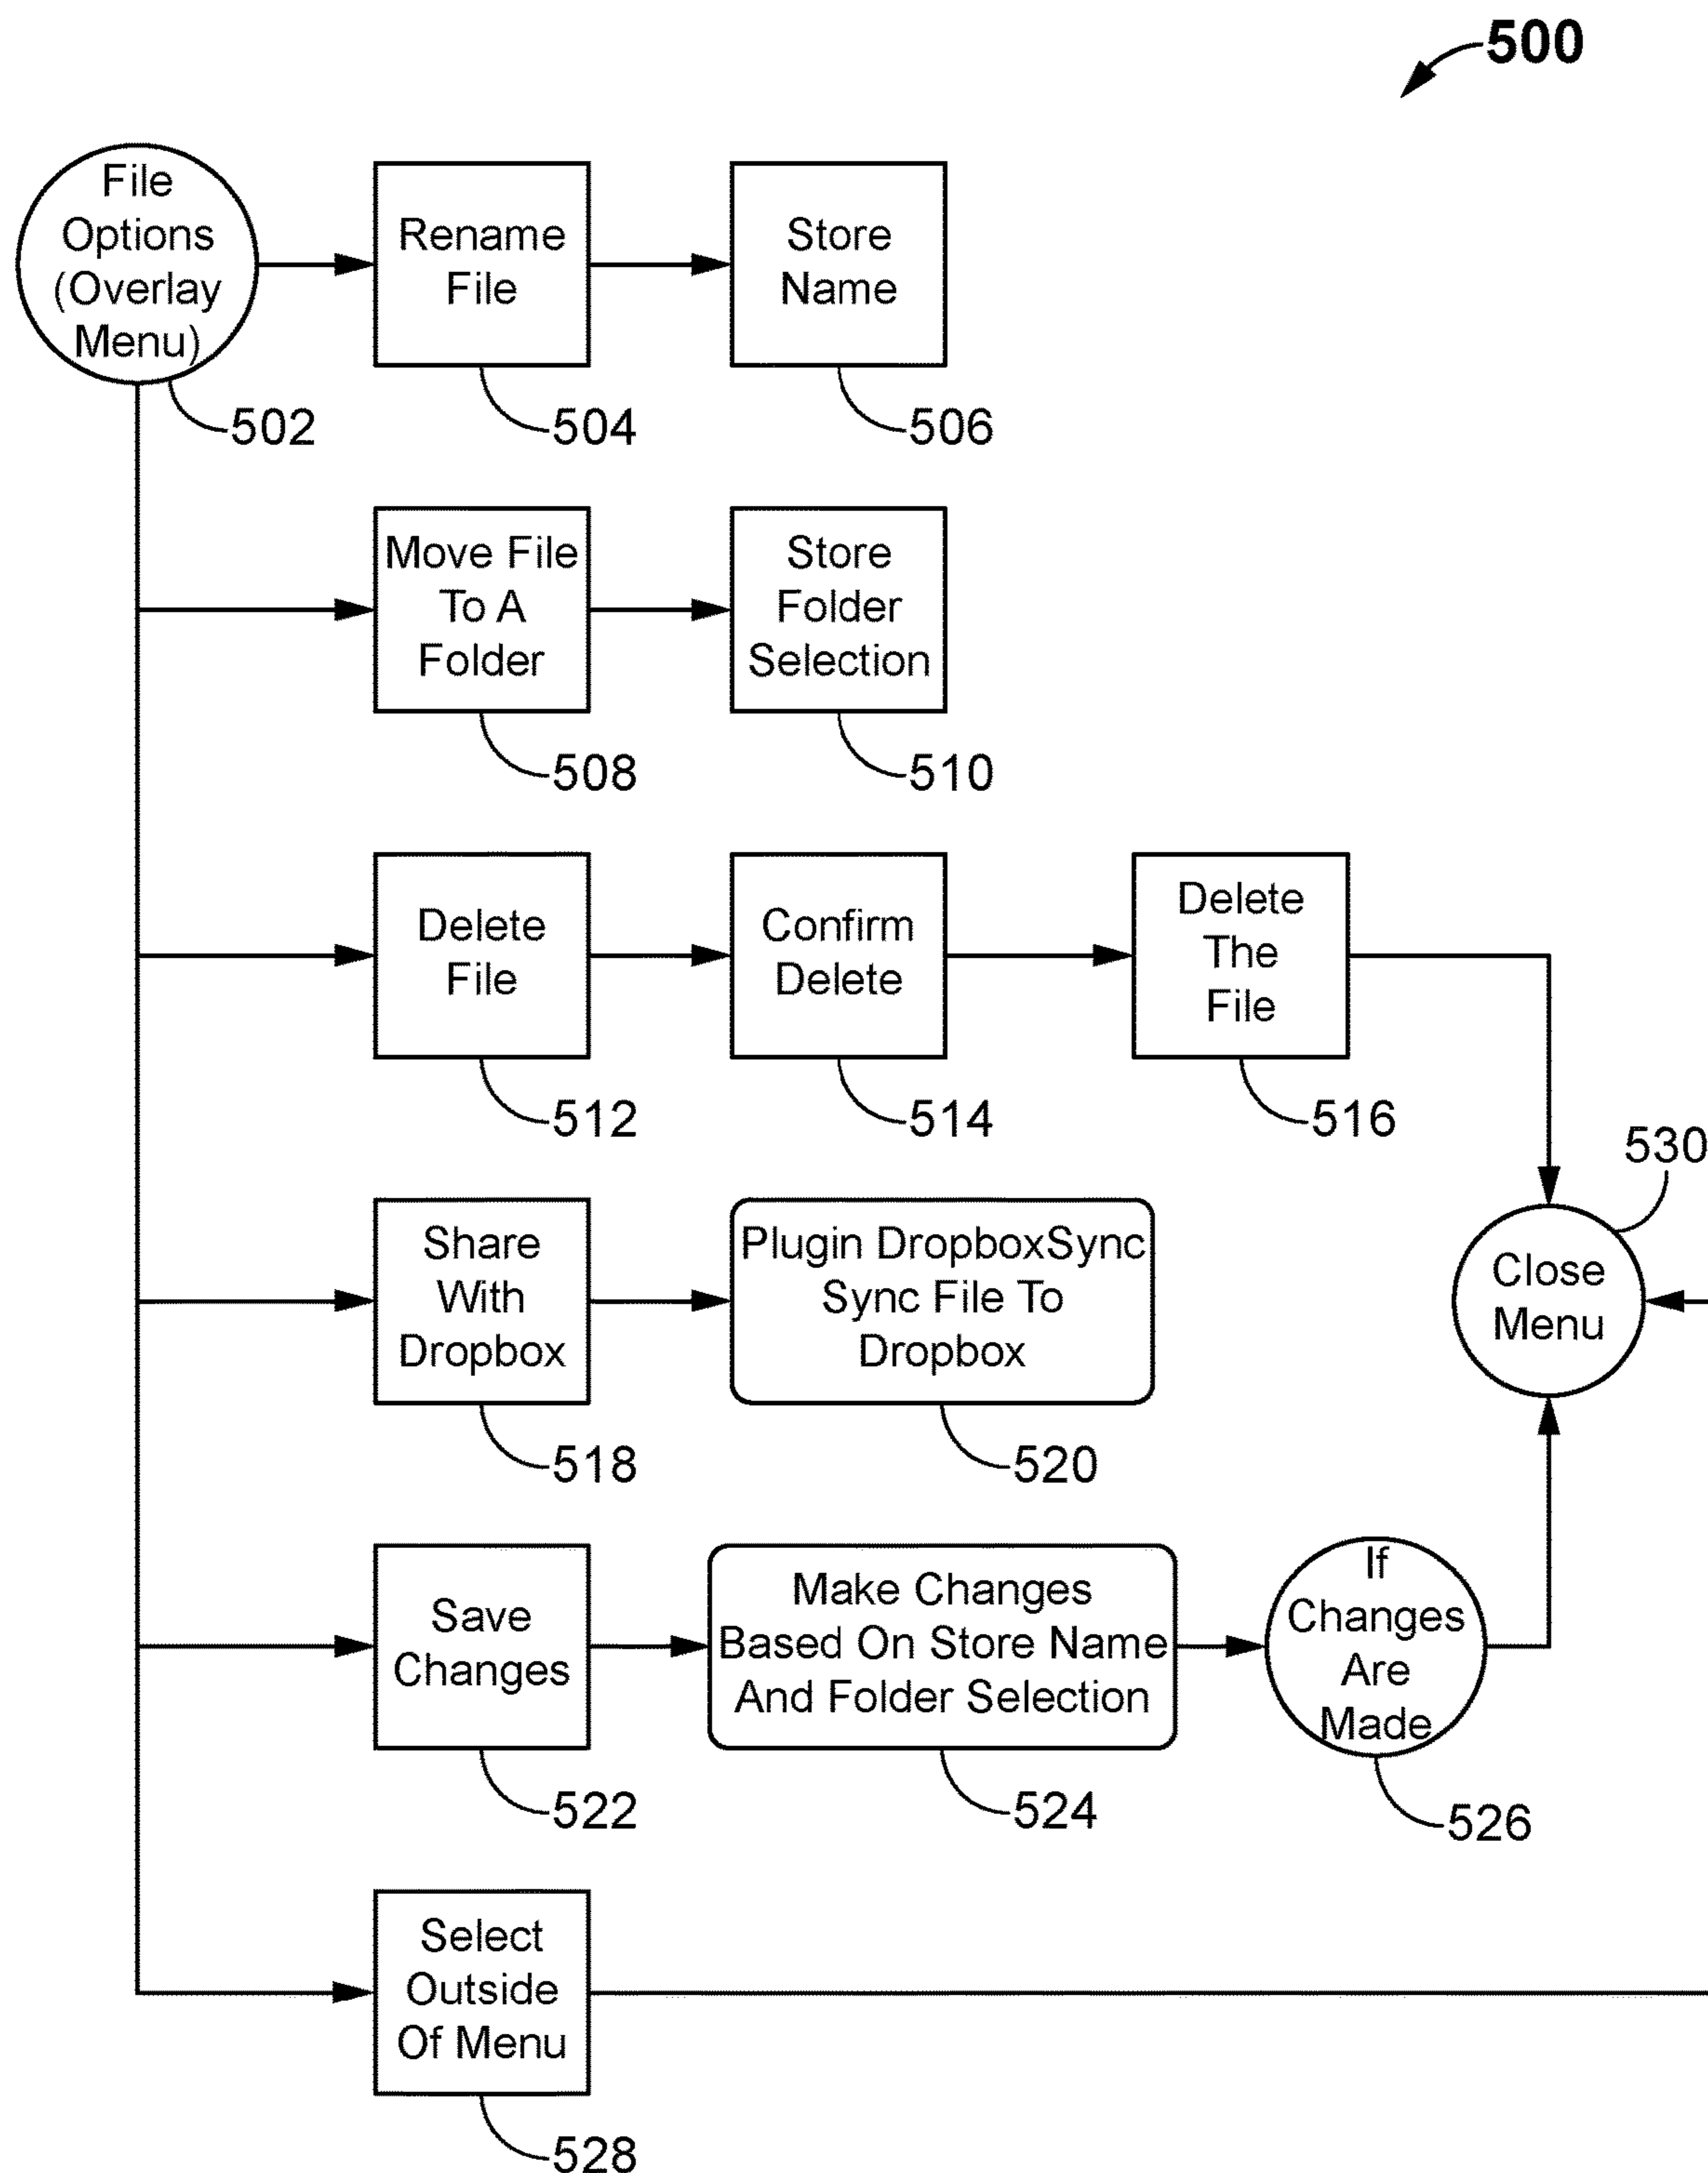 500
File
Options
(Overlay
Menu)
502
Rename
File
504
Store
Name
506
Move File
To A
Folder
508
Store
Folder
Selection
510
Delete
File
512
Confirm
Delete
514
Delete
The
File
516
530
Close
Menu
Share
With
Dropbox
518
Plugin DropboxSync
Sync File To
Dropbox
520
Save
Changes
522
Make Changes
Based On Store Name
And Folder Selection
524
If
Changes
Are
Made
526
Select
Outside
Of Menu
528